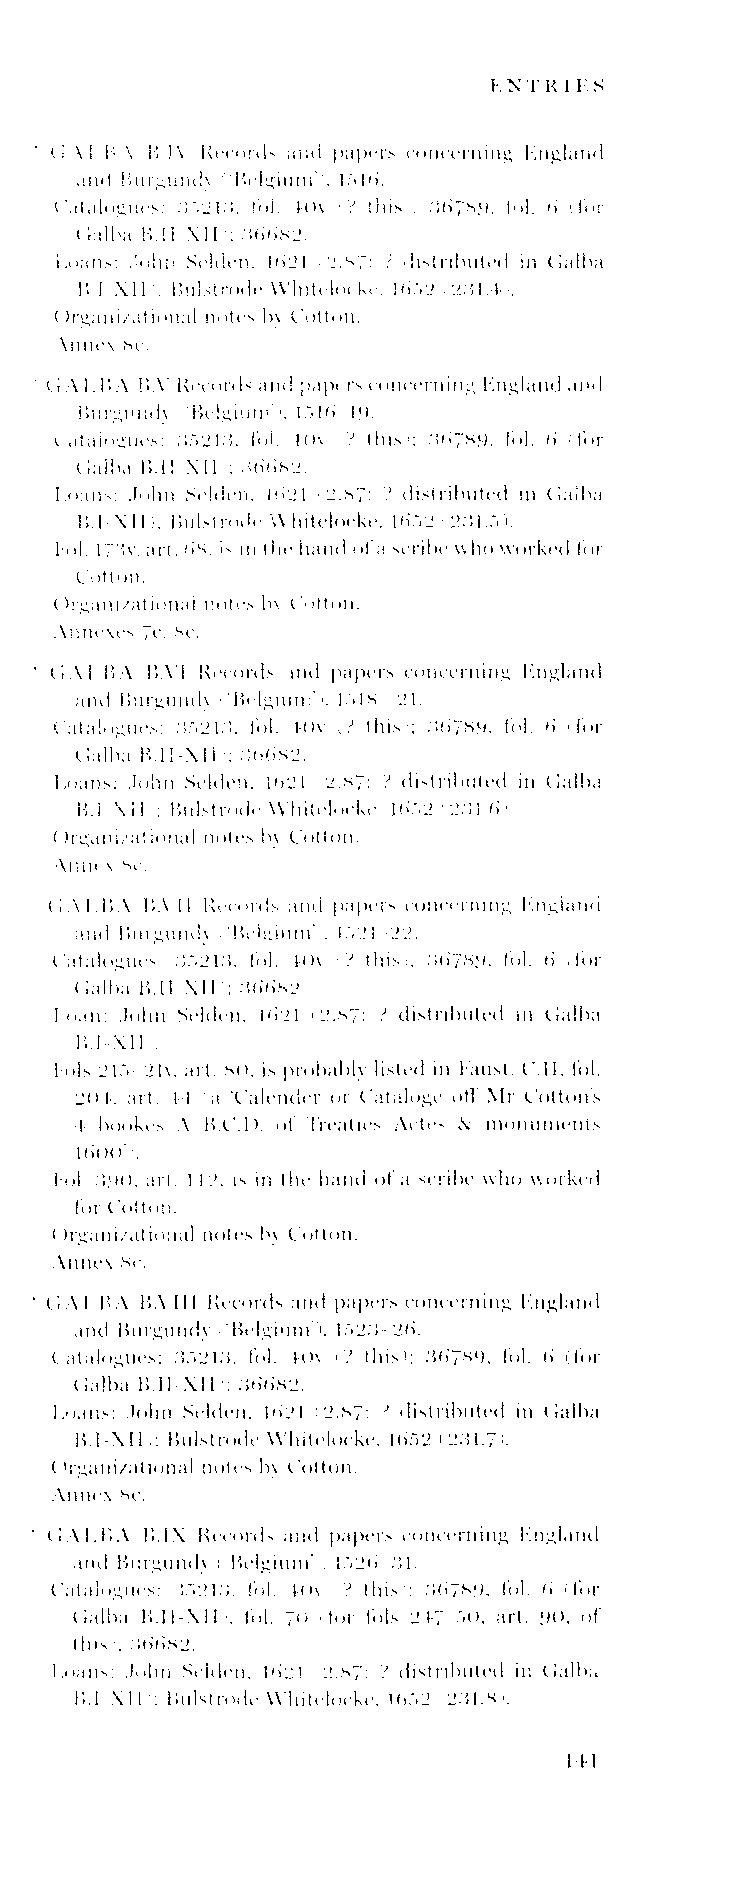 ENTRIES
* GALBA B.IV Records and papers concerning England
and Burgundy ('Belgium'), 1516.
Catalogues: 35213, fol. 40v (? this); 36789, fol. 6 (for
Galba B.II-XII); 36682.
Loans: John Selden, 1621 (2.87: ? distributed in Galba
B.I-XII); Bulstrode Whitelocke, 1652 (231.4).
Organizational notes by Cotton.
Annex 8c.
* GALBA B.V Records and papers concerning England and
Burgundy ('Belgium'), 1516-19.
Catalogues: 35213, fol. 40v (? this); 36789, fol. 6 (for
Galba B.II-XII); 36682.
Loans: John Selden, 1621 (2.87: ? distributed in Galba
B.I-XII); Bulstrode Whitelocke, 1652 (231.5).
Fol. 173v, art. 68, is in the hand of a scribe who worked for
Cotton.
Organizational notes by Cotton.
Annexes 7c, 8c.
* GALBA B.VI Records and papers concerning England
and Burgundy ('Belgium'), 1518-21.
Catalogues: 35213, fol. 40v (? this); 36789, fol. 6 (for
Galba B.II-XII); 36682.
Loans: John Selden, 1621 (2.87: ? distributed in Galba
B.I-XII); Bulstrode Whitelocke, 1652 (231.6).
Organizational notes by Cotton.
Annex 8c.
GALBA B.VII Records and papers concerning England
and Burgundy ('Belgium'), 1521-22.
Catalogues: 35213, fol. 40v (? this); 36789, fol. 6 (for
Galba B.II-XII); 36682.
Loan: John Selden, 1621 (2.87: ? distributed in Galba
B.I-XII).
Fols 215-21v, art. 80, is probably listed in Faust. C.II, fol.
204, art. 44 ('a Calender or Cataloge off Mr Cotton's
4 bookes A B.C.D. of Treaties Actes & monuments
1600').
Fol. 390, art. 142, is in the hand of a scribe who worked
for Cotton.
Organizational notes by Cotton.
Annex 8c.
* GALBA B.VIII Records and papers concerning England
and Burgundy ('Belgium'), 1523-26.
Catalogues: 35213, fol. 40v (? this); 36789, fol. 6 (for
Galba B.II-XII); 36682.
Loans: John Selden, 1621 (2.87: ? distributed in Galba
B.I-XII); Bulstrode Whitelocke, 1652 (231.7).
Organizational notes by Cotton.
Annex 8c.
* GALBA B.IX Records and papers concerning England
and Burgundy ('Belgium'), 1526-31.
Catalogues: 35213, fol. 40v (? this); 36789, fol. 6 (for
Galba B.II-XII), fol. 70 (for fols 247-50, art. 90, of
this); 36682.
Loans: John Selden, 1621 (2.87: ? distributed in Galba
B.I-XII); Bulstrode Whitelocke, 1652 (231.8).
141